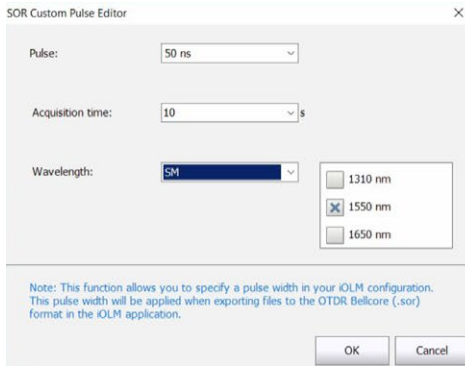 SOR Custom Pulse Editor
Pulse:
50 ns
Acquisition time:
10
s
Wavelength:
SM
1310 nm
1550 nm
1650 nm
Note: This function allows you to specify a pulse width in your iOLM configuration.
This pulse width will be applied when exporting files to the OTDR Bellcore (.sor)
format in the iOLM application.
OK
Cancel